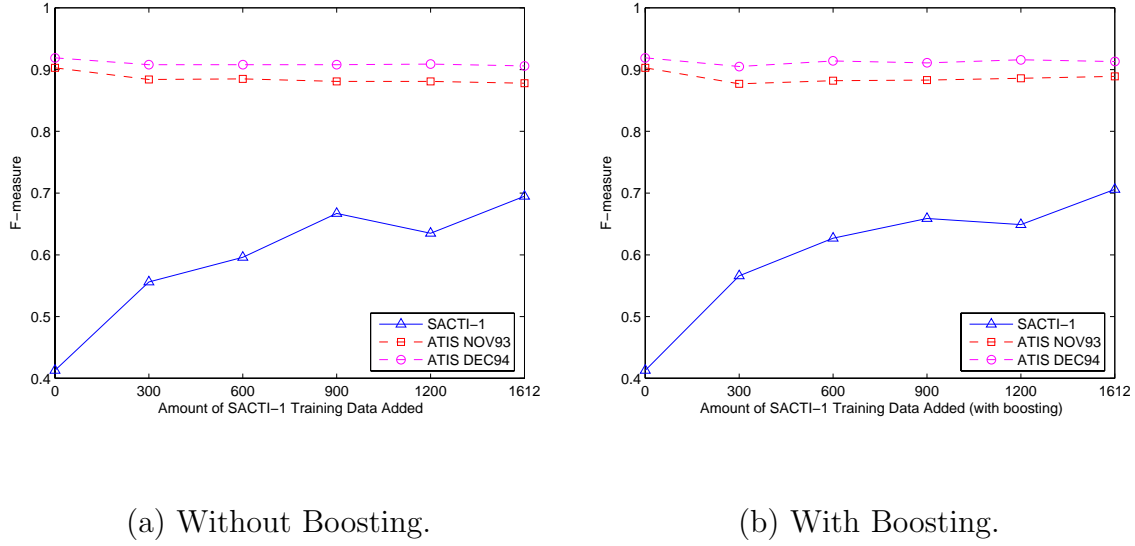 1
0.9
0.8
0.7
0.6
0.5
0.4
F-measure
0 300 600 900 1200 1612
Amount of SACTI-1 Training Data Added
SACTI-1
ATIS NOV93
ATIS DEC94
(a) Without Boosting.
1
0.9
0.8
0.7
0.6
0.5
0.4
F-measure
0 300 600 900 1200 1612
Amount of SACTI-1 Training Data Added (with boosting)
SACTI-1
ATIS NOV93
ATIS DEC94
(b) With Boosting.